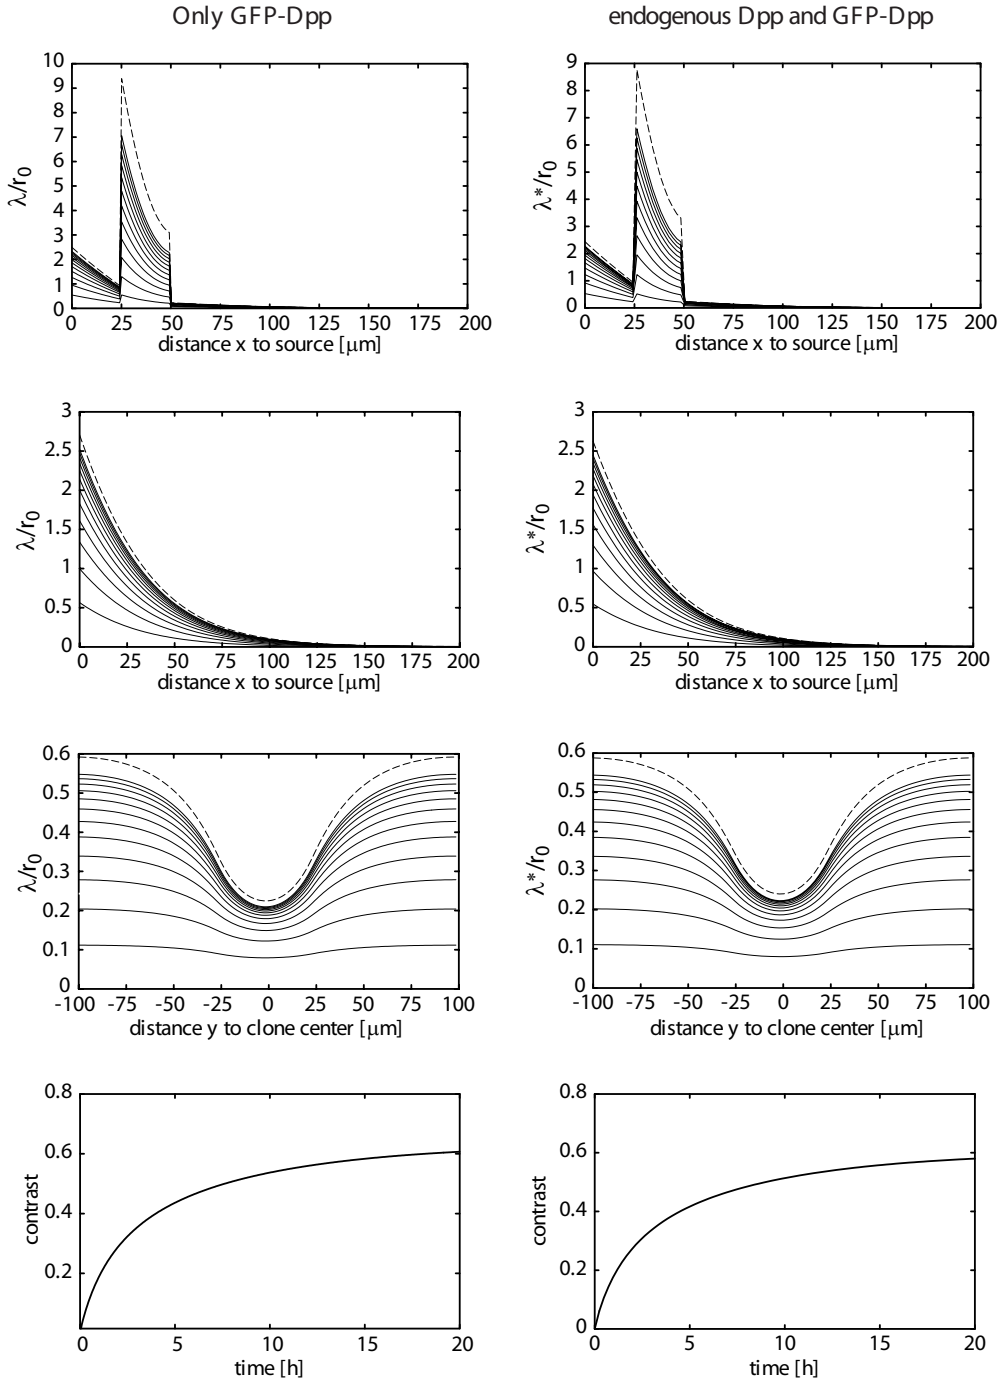 Only GFP-Dpp
endogenous Dpp and GFP-Dpp
10
9
8
7
6
5
4
3
2
1
0
λ/r0
0 25 50 75 100 125 150 175 200
distance x to source [μm]
9
8
7
6
5
4
3
2
1
0
λ*/r0
0 25 50 75 100 125 150 175 200
distance x to source [μm]
3
2.5
2
1.5
1
0.5
0
λ/r0
0 25 50 75 100 125 150 175 200
distance x to source [μm]
3
2.5
2
1.5
1
0.5
0
λ*/r0
0 25 50 75 100 125 150 175 200
distance x to source [μm]
0.6
0.5
0.4
0.3
0.2
0.1
0
λ/r0
-100 -75 -50 -25 0 25 50 75 100
distance y to clone center [μm]
0.6
0.5
0.4
0.3
0.2
0.1
0
λ*/r0
-100 -75 -50 -25 0 25 50 75 100
distance y to clone center [μm]
0.8
0.6
0.4
0.2
contrast
0 5 10 15 20
time [h]
0.8
0.6
0.4
0.2
0
contrast
0 5 10 15 20
time [h]